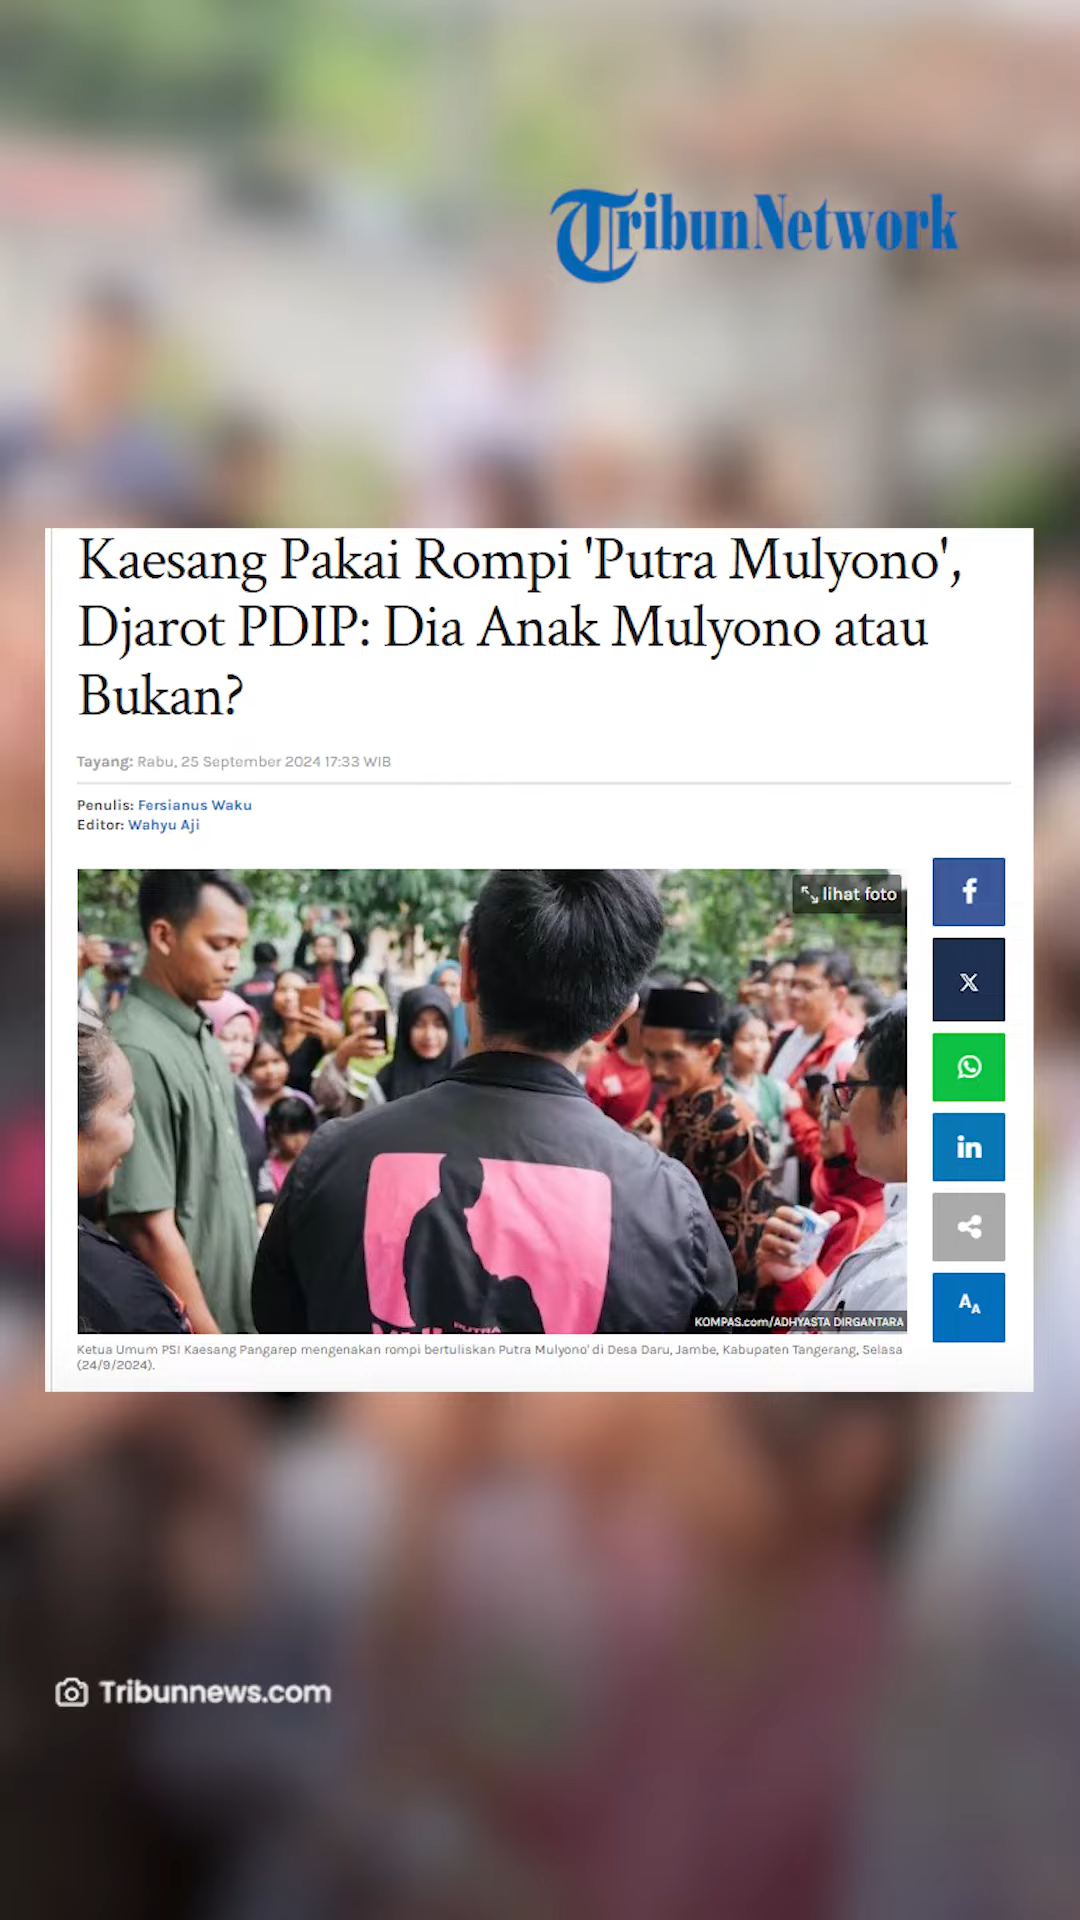 TribunNetwork
Kaesang Pakai Rompi 'Putra Mulyono',
Djarot PDIP: Dia Anak Mulyono atau
Bukan?
Tayang: Rabu, 25 September 2024 17:33 WIB
Penulis: Fersianus Waku
Editor: Wahyu Aji
lihat foto
PUTRA
KOMPAS.com/ADHYASTA DIRGANTARA
Ketua Umum PSI Kaesang Pangarep mengenakan rompi bertuliskan Putra Mulyono' di Desa Daru, Jambe, Kabupaten Tangerang, Selasa
(24/9/2024).
Tribunnews.com